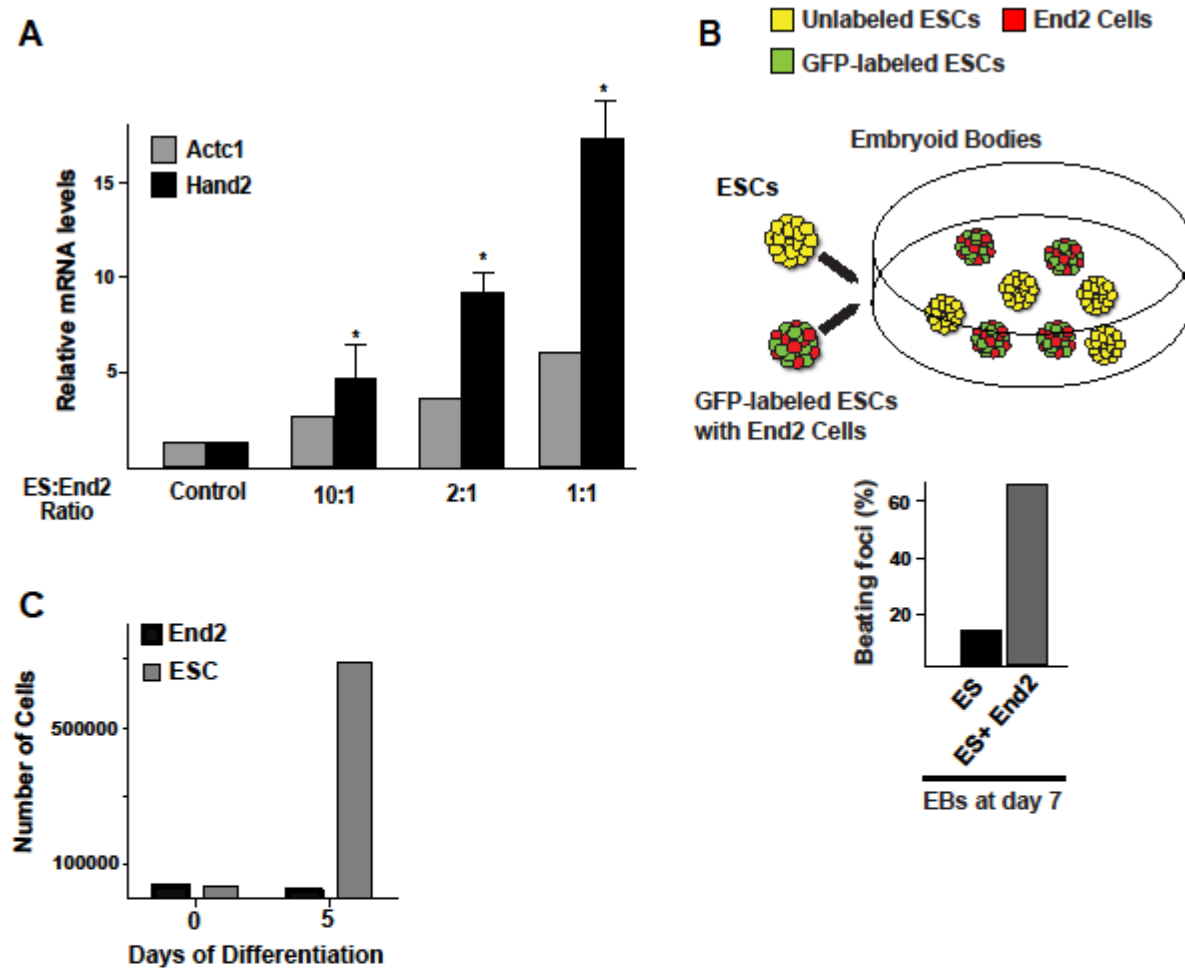 A
Actc1
Hand2
Relative mRNA levels
15
10
5
*
*
*
ES:End2
Ratio
Control
10:1
2:1
1:1
B
Unlabeled ESCs
End2 Cells
GFP-labeled ESCs
Embryoid Bodies
ESCs
GFP-labeled ESCs
with End2 Cells
Beating foci (%)
60
40
20
ES
ES+ End2
EBs at day 7
C
End2
ESC
Number of Cells
500000
100000
0
5
Days of Differentiation